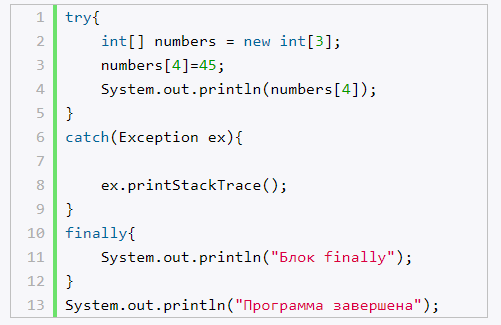 1 try{
2     int[] numbers = new int[3];
3     numbers[4]=45;
4     System.out.println(numbers[4]);
5 }
6 catch(Exception ex){
7
8     ex.printStackTrace();
9 }
10 finally{
11     System.out.println("Блок finally");
12 }
13 System.out.println("Программа завершена");